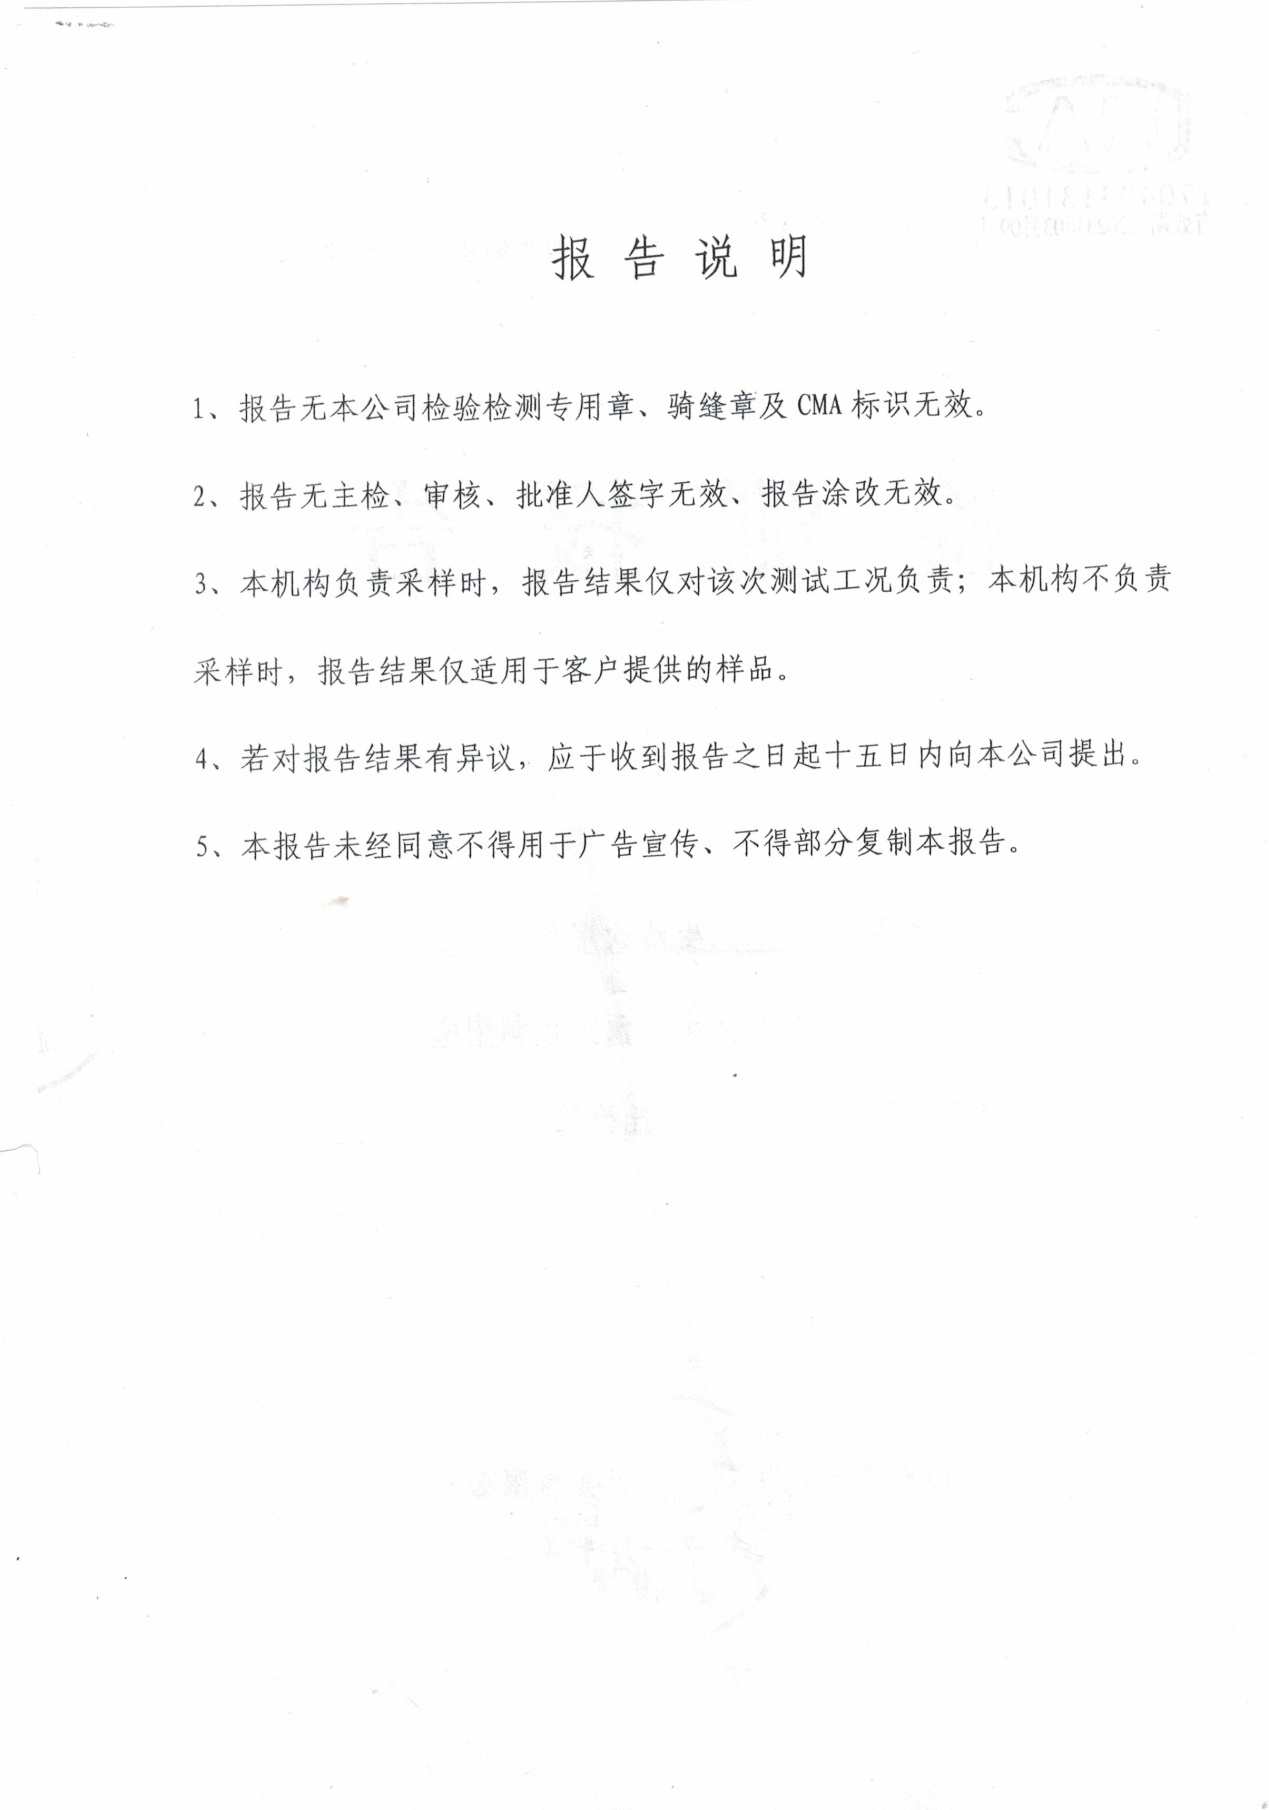 报告说明
1、报告无本公司检验检测专用章、骑缝章及 CMA 标识无效。
2、报告无主检、审核、批准人签字无效、报告涂改无效。
3、本机构负责采样时，报告结果仅对该次测试工况负责；本机构不负责
采样时，报告结果仅适用于客户提供的样品。
4、若对报告结果有异议，应于收到报告之日起十五日内向本公司提出。
5、本报告未经同意不得用于广告宣传、不得部分复制本报告。